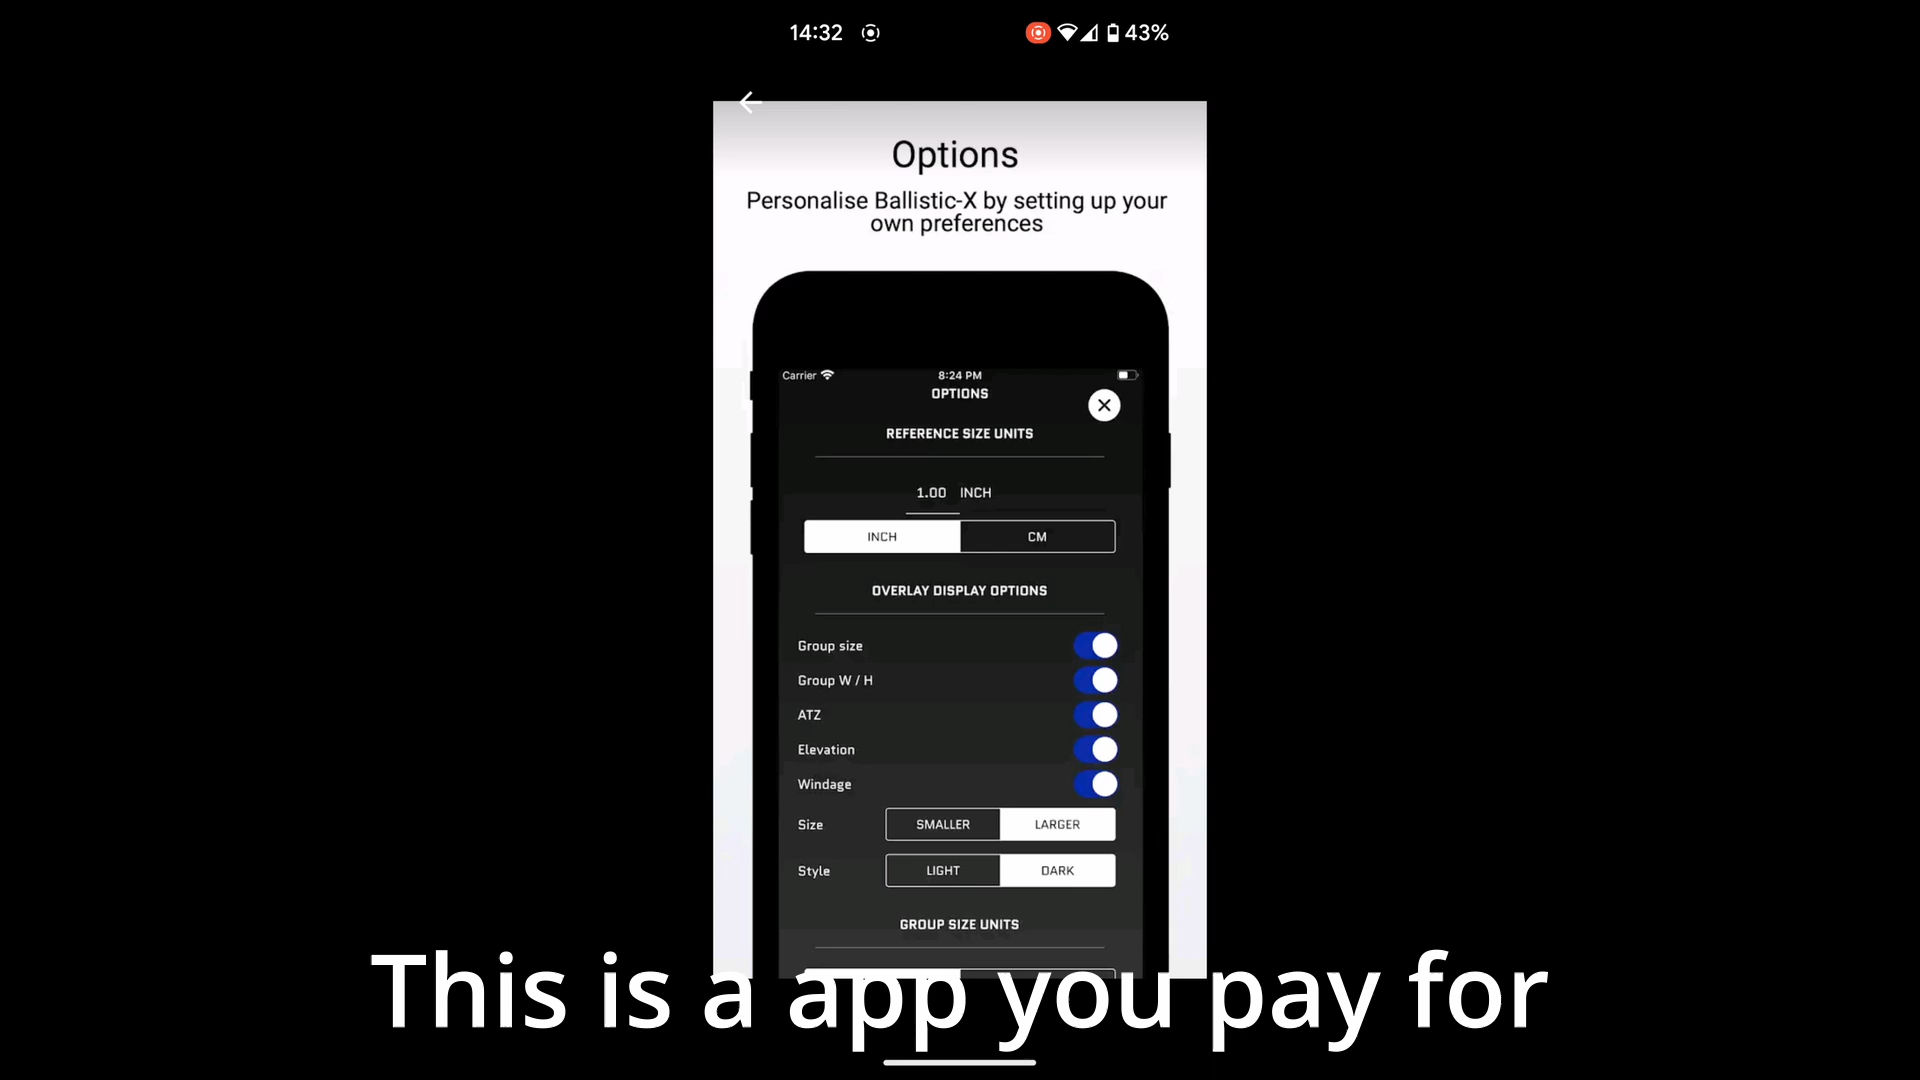 14:32
43%
Options
Personalise Ballistic-X by setting up your
own preferences
Carrier
8:24 PM
OPTIONS
REFERENCE SIZE UNITS
1.00 INCH
INCH CM
OVERLAY DISPLAY OPTIONS
Group size
Group W / H
ATZ
Elevation
Windage
Size SMALLER LARGER
Style LIGHT DARK
GROUP SIZE UNITS
This is a app you pay for